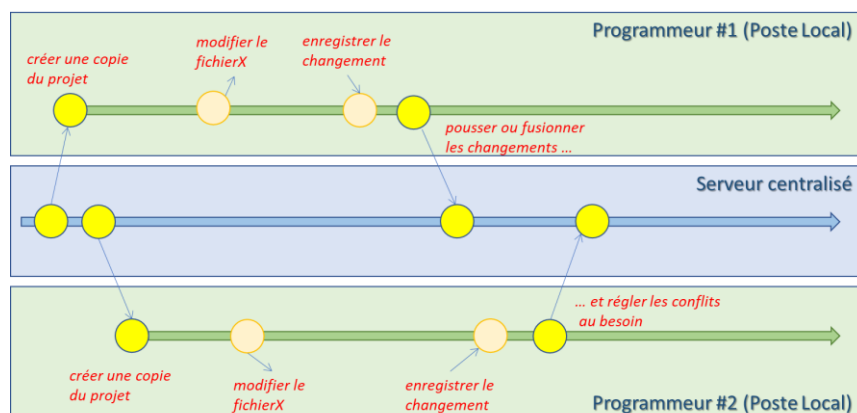 Programmeur #1 (Poste Local)
créer une copie
du projet
modifier le
fichierX
enregistrer le
changement
pousser ou fusionner
les changements ...
Serveur centralisé
... et régler les conflits
au besoin
créer une copie
du projet
modifier le
fichierX
enregistrer le
changement
Programmeur #2 (Poste Local)